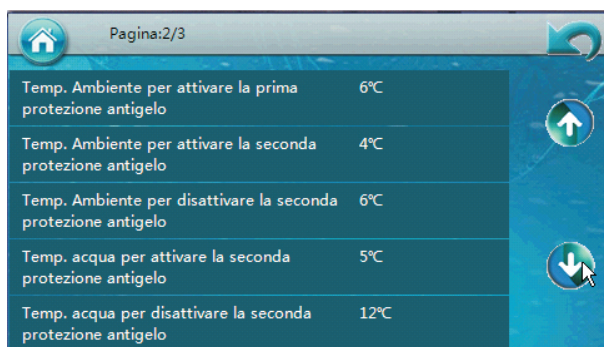 Pagina:2/3
Temp. Ambiente per attivare la prima 6℃
protezione antigelo
Temp. Ambiente per attivare la seconda 4℃
protezione antigelo
Temp. Ambiente per disattivare la seconda 6℃
protezione antigelo
Temp. acqua per attivare la seconda 5℃
protezione antigelo
Temp. acqua per disattivare la seconda 12℃
protezione antigelo